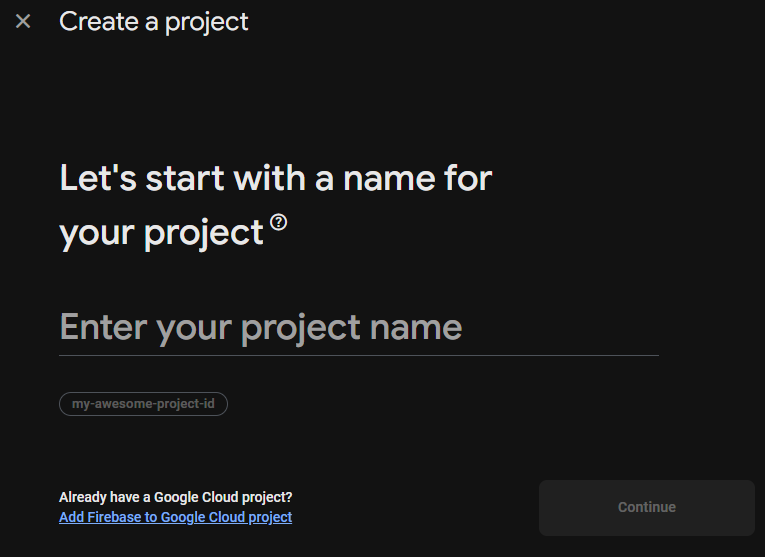 Create a project
Let's start with a name for
your project
Enter your project name
my-awesome-project-id
Already have a Google Cloud project?
Add Firebase to Google Cloud project
Continue